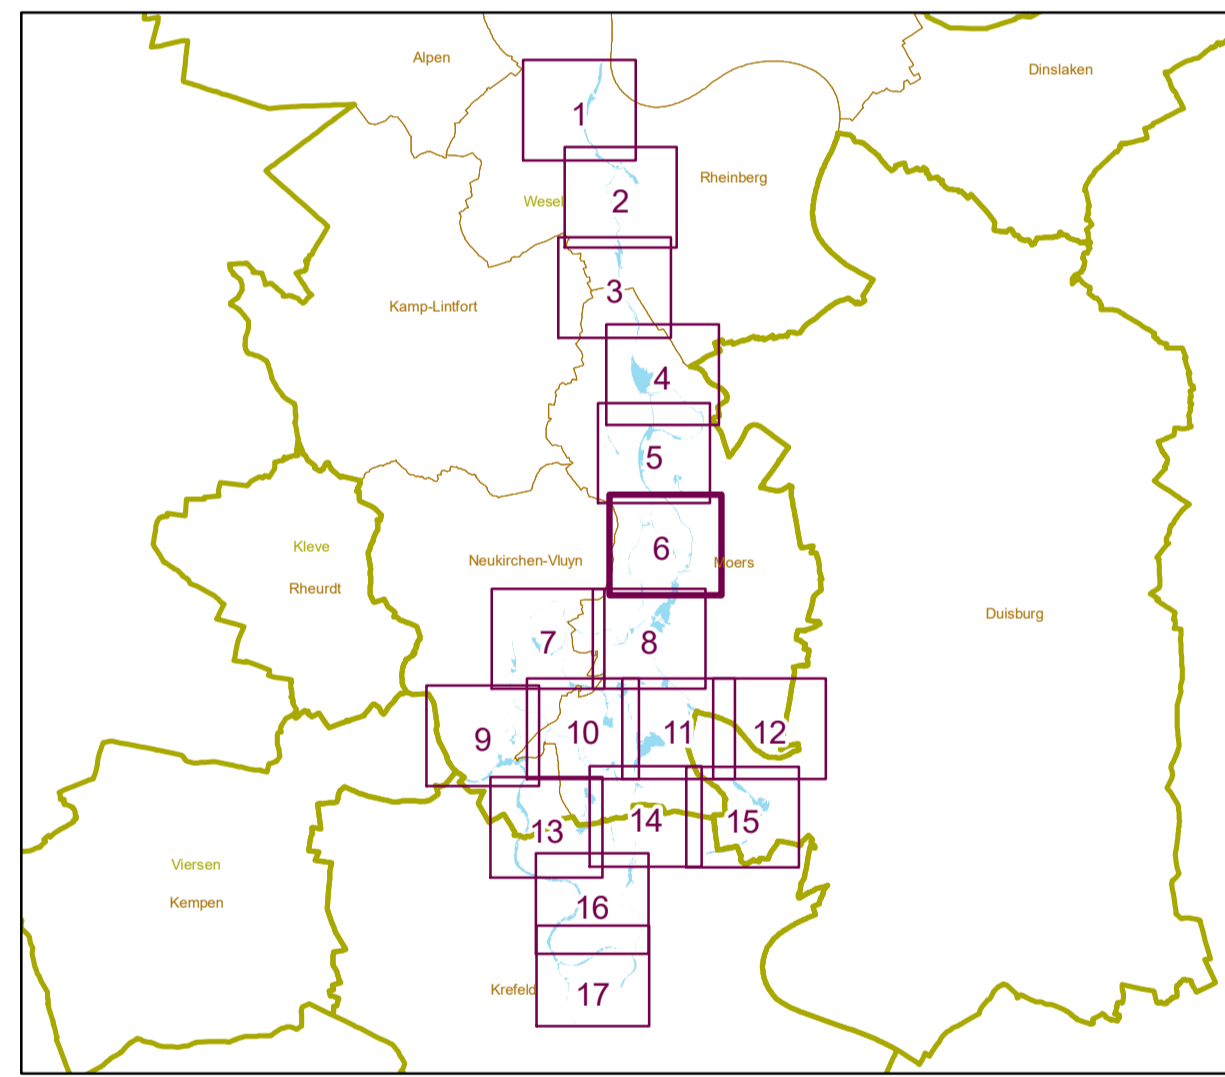 Alpen
Dinslaken
1
Rheinberg
Wesel
2
3
Kamp-Lintfort
4
5
Kleve
6
Neukirchen-Vluyn
Moers
Rheurdt
Duisburg
7
8
9
10
11
12
13
14
15
Viersen
Kempen
16
Krefeld
17